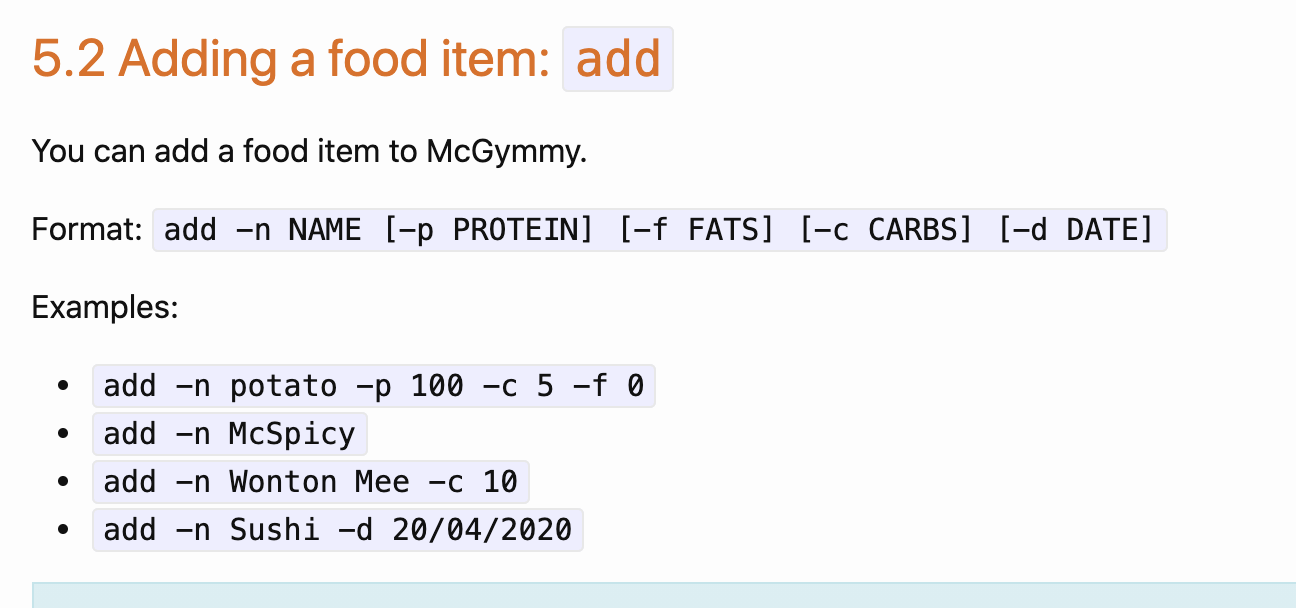 5.2 Adding a food item: add
You can add a food item to McGymmy.
Format: add -n NAME [-p PROTEIN] [-f FATS] [-c CARBS] [-d DATE]
Examples:
• add -n potato -p 100 -c 5 -f 0
• add -n McSpicy
• add -n Wonton Mee -c 10
• add -n Sushi -d 20/04/2020